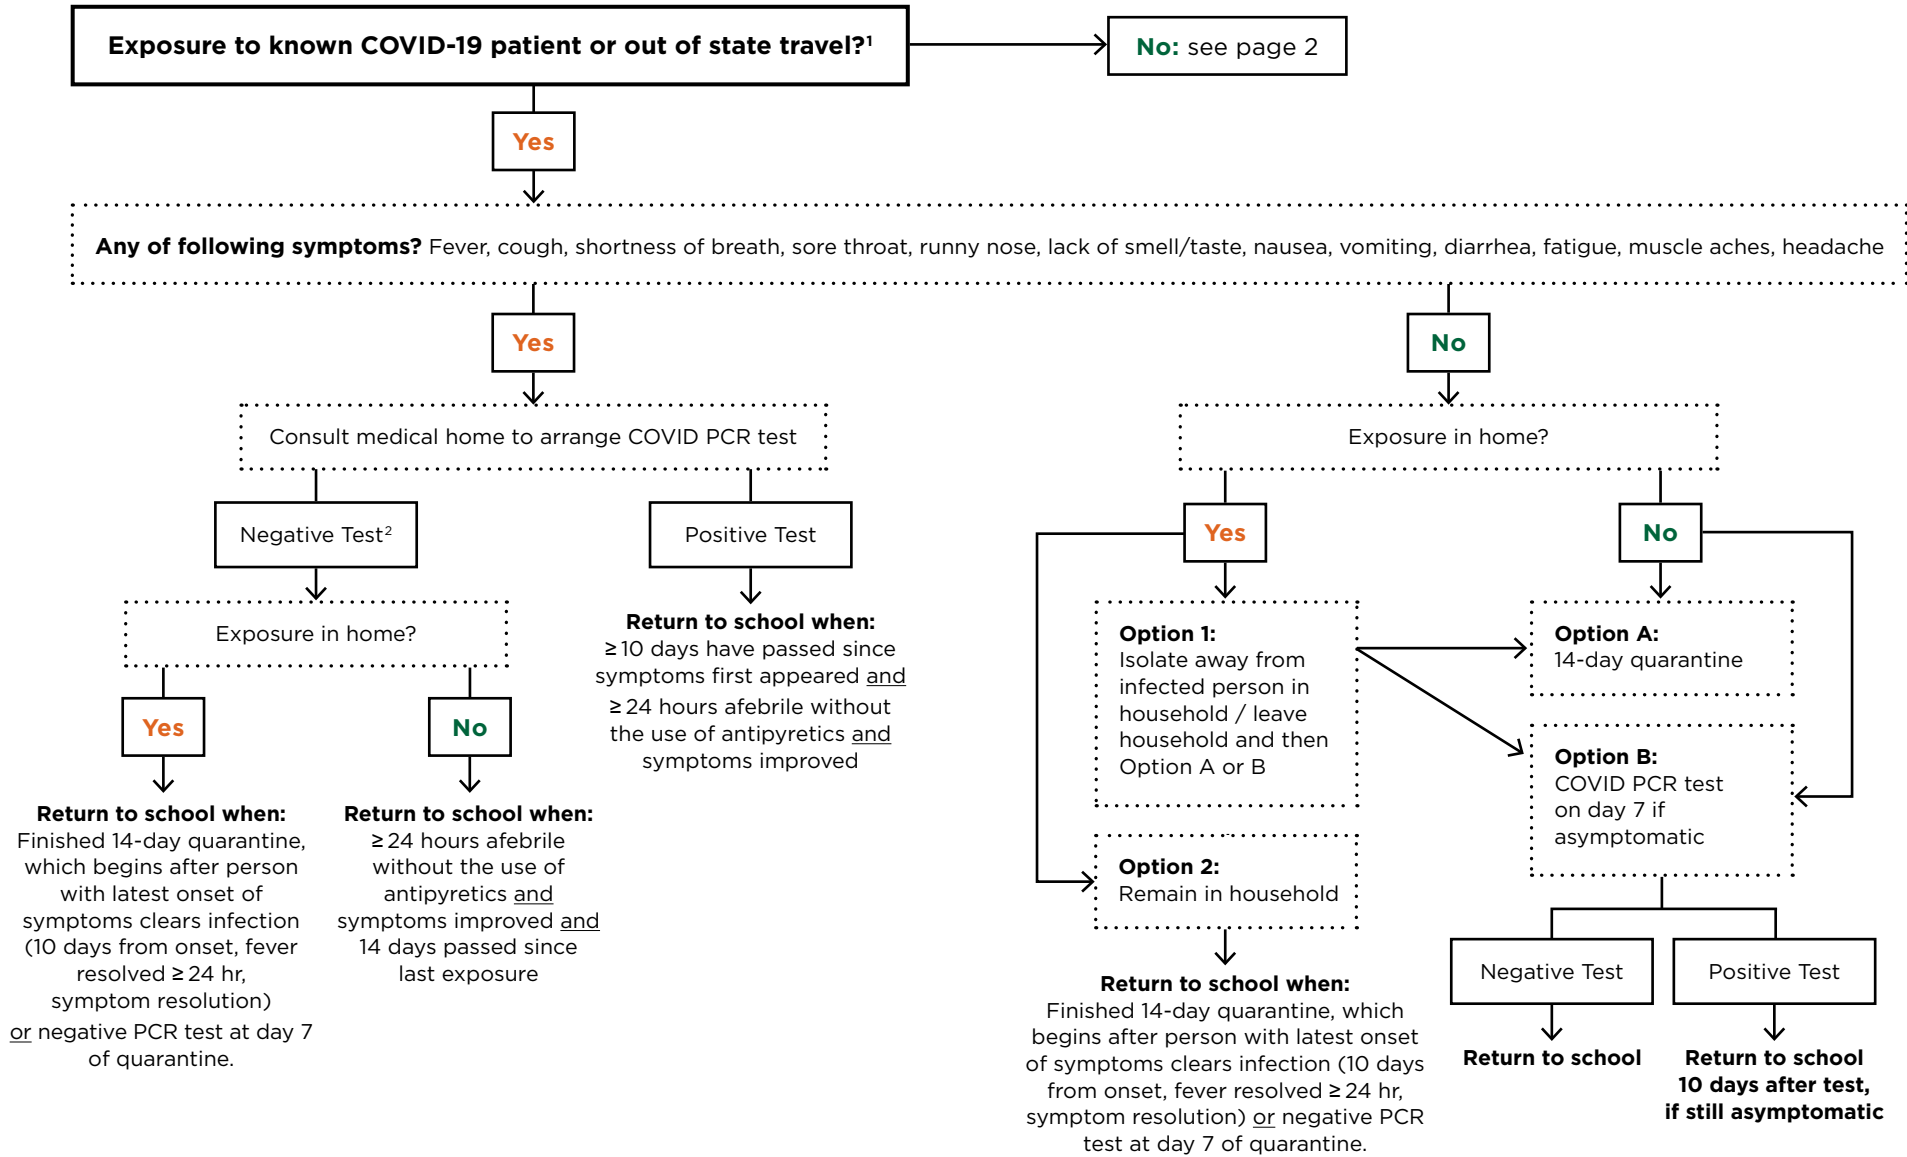 Exposure to known COVID-19 patient or out of state travel?¹
No: see page 2
Yes
Any of following symptoms? Fever, cough, shortness of breath, sore throat, runny nose, lack of smell/taste, nausea, vomiting, diarrhea, fatigue, muscle aches, headache
Yes
No
Consult medical home to arrange COVID PCR test
Exposure in home?
Negative Test²
Positive Test
Exposure in home?
Return to school when:
≥ 10 days have passed since
symptoms first appeared and
≥ 24 hours afebrile without
the use of antipyretics and
symptoms improved
Yes
No
Return to school when:
Finished 14-day quarantine,
which begins after person
with latest onset of
symptoms clears infection
(10 days from onset, fever
resolved ≥ 24 hr,
symptom resolution)
or negative PCR test at day 7
of quarantine.
Return to school when:
≥ 24 hours afebrile
without the use of
antipyretics and
symptoms improved and
14 days passed since
last exposure
Yes
No
Option 1:
Isolate away from
infected person in
household / leave
household and then
Option A or B
Option A:
14-day quarantine
Option B:
COVID PCR test
on day 7 if
asymptomatic
Option 2:
Remain in household
Return to school when:
Finished 14-day quarantine, which
begins after person with latest onset
of symptoms clears infection (10 days
from onset, fever resolved ≥ 24 hr,
symptom resolution) or negative PCR
test at day 7 of quarantine.
Negative Test
Positive Test
Return to school
Return to school
10 days after test,
if still asymptomatic